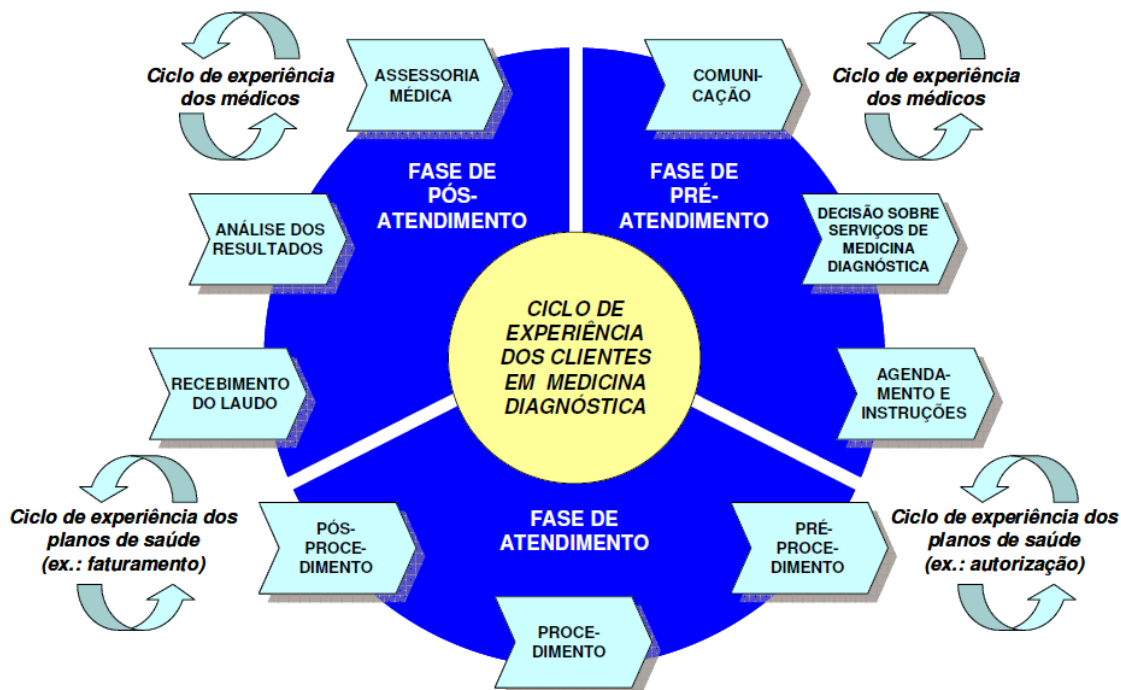 Ciclo de experiência
dos médicos
ASSESSORIA
MÉDICA
COMUNI-
CAÇÃO
Ciclo de experiência
dos médicos
FASE DE
PÓS-
ATENDIMENTO
FASE DE
PRÉ-
ATENDIMENTO
ANÁLISE DOS
RESULTADOS
DECISÃO SOBRE
SERVIÇOS DE
MEDICINA
DIAGNÓSTICA
CICLO DE
EXPERIÊNCIA
DOS CLIENTES
EM MEDICINA
DIAGNÓSTICA
RECEBIMENTO
DO LAUDO
AGENDA-
MENTO E
INSTRUÇÕES
Ciclo de experiência dos
planos de saúde
(ex.: faturamento)
PÓS-
PROCE-
DIMENTO
FASE DE
ATENDIMENTO
PRÉ-
PROCE-
DIMENTO
Ciclo de experiência dos
planos de saúde
(ex.: autorização)
PROCE-
DIMENTO